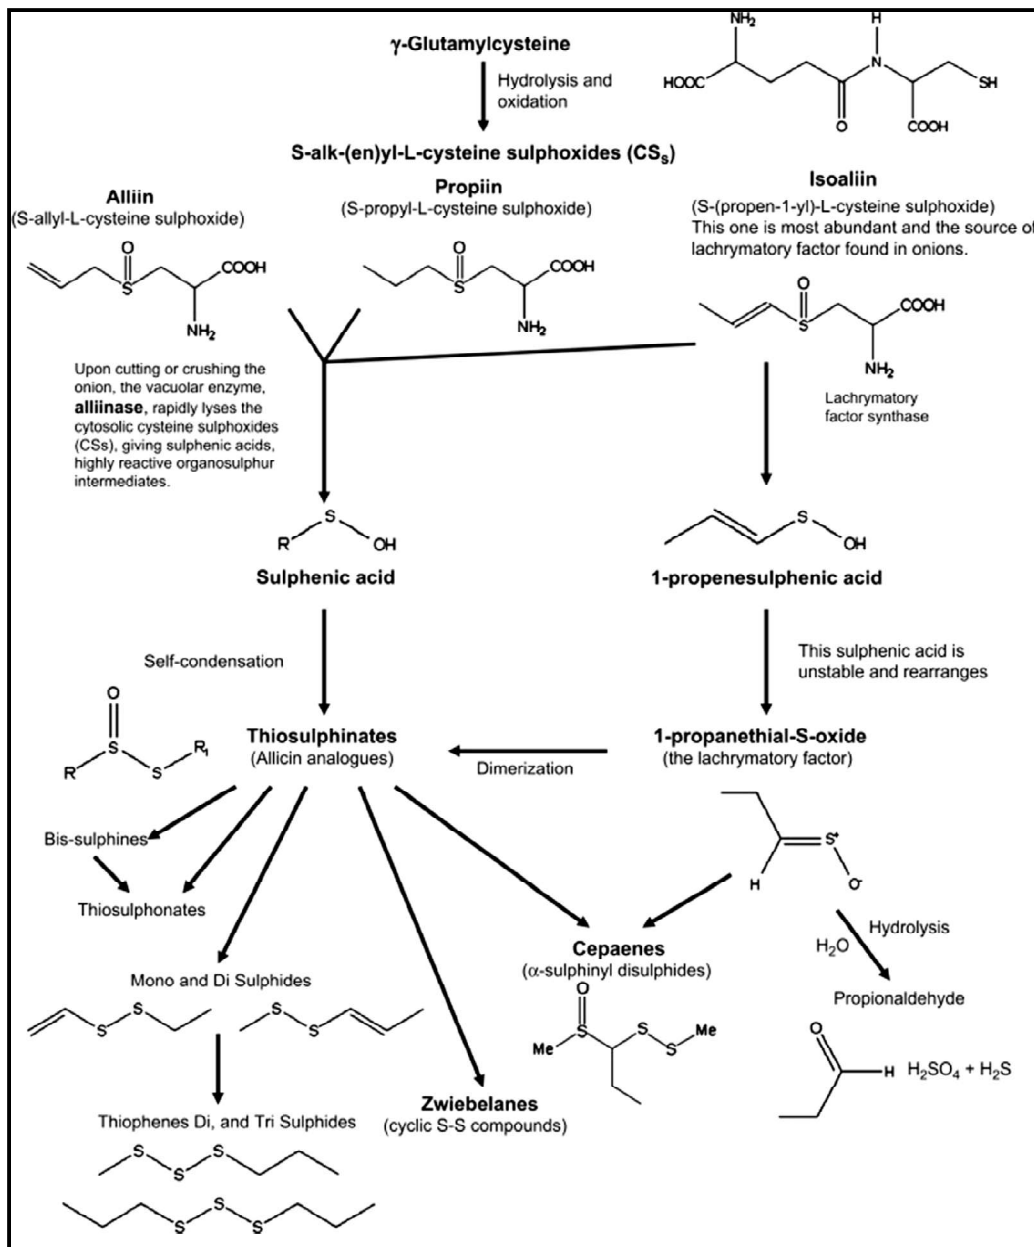 γ-Glutamylcysteine
Hydrolysis and
oxidation
NH₂
H
HOOC
N
SH
O
COOH
S-alk-(en)yl-L-cysteine sulphoxides (CSₛ)
Alliin
(S-allyl-L-cysteine sulphoxide)
Propiin
(S-propyl-L-cysteine sulphoxide)
Isoaliin
(S-(propen-1-yl)-L-cysteine sulphoxide)
This one is most abundant and the source of
lachrymatory factor found in onions.
O
S
COOH
NH₂
O
S
COOH
NH₂
O
S
COOH
NH₂
Upon cutting or crushing the
onion, the vacuolar enzyme,
alliinase, rapidly lyses the
cytosolic cysteine sulphoxides
(CSs), giving sulphenic acids,
highly reactive organosulphur
intermediates.
Lachrymatory
factor synthase
R
S
OH
Sulphenic acid
S
OH
1-propenesulphenic acid
Self-condensation
This sulphenic acid is
unstable and rearranges
O
R
S
S
R₁
Thiosulphinates
(Allicin analogues)
Dimerization
1-propanethial-S-oxide
(the lachrymatory factor)
Bis-sulphines
Thiosulphonates
H
S⁺
O⁻
Hydrolysis
H₂O
Mono and Di Sulphides
S
S
S
S
Cepaenes
(α-sulphinyl disulphides)
O
Me
S
S
S
Me
Propionaldehyde
O
H
H₂SO₄ + H₂S
Zwiebelanes
(cyclic S-S compounds)
Thiophenes Di, and Tri Sulphides
S
S
S
S
S
S